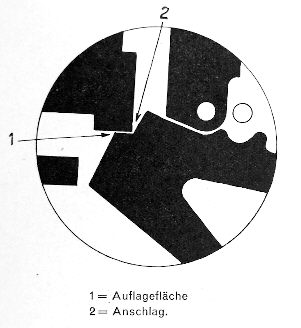 2
1
1 = Auflagefläche
2 = Anschlag.